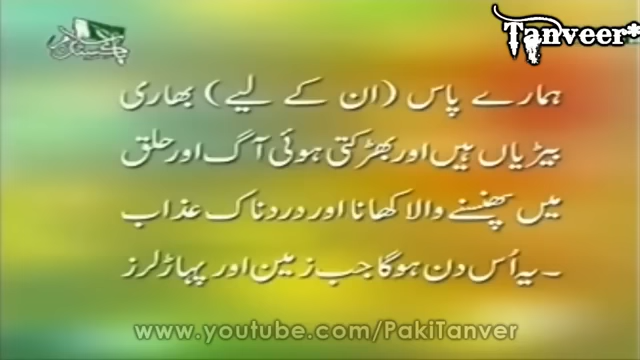 Tanveer*
ہمارے پاس (ان کے لیے) بھاری
بیڑیاں ہیں اور بھڑکتی ہوئی آگ اور حلق
میں پھنسنے والا کھانا اور دردناک عذاب
۔ یہ اُس دن ہوگا جب زمین اور پہاڑ لرز
www.youtube.com/PakiTanver